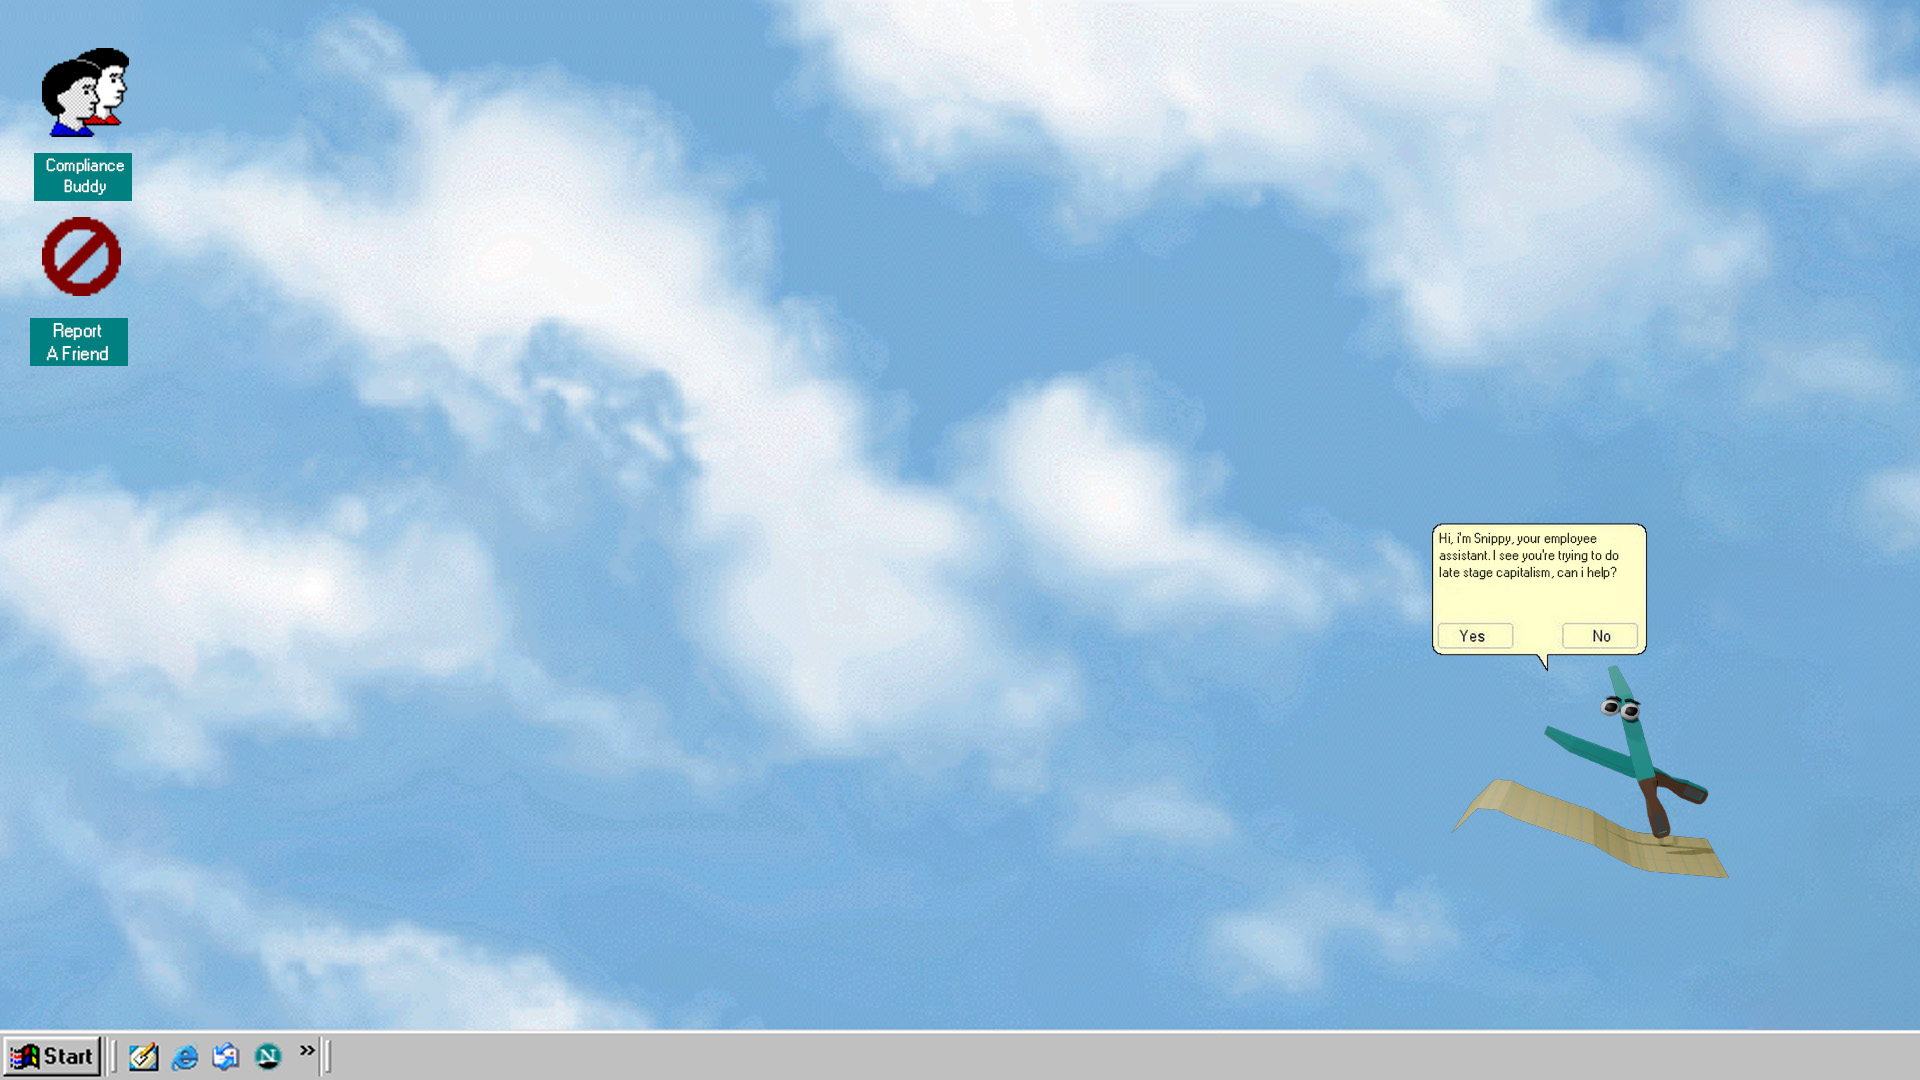 Compliance
Buddy
Report
A Friend
Hi, i'm Snippy, your employee
assistant. I see you're trying to do
late stage capitalism, can i help?
Yes
No
Start
N
»